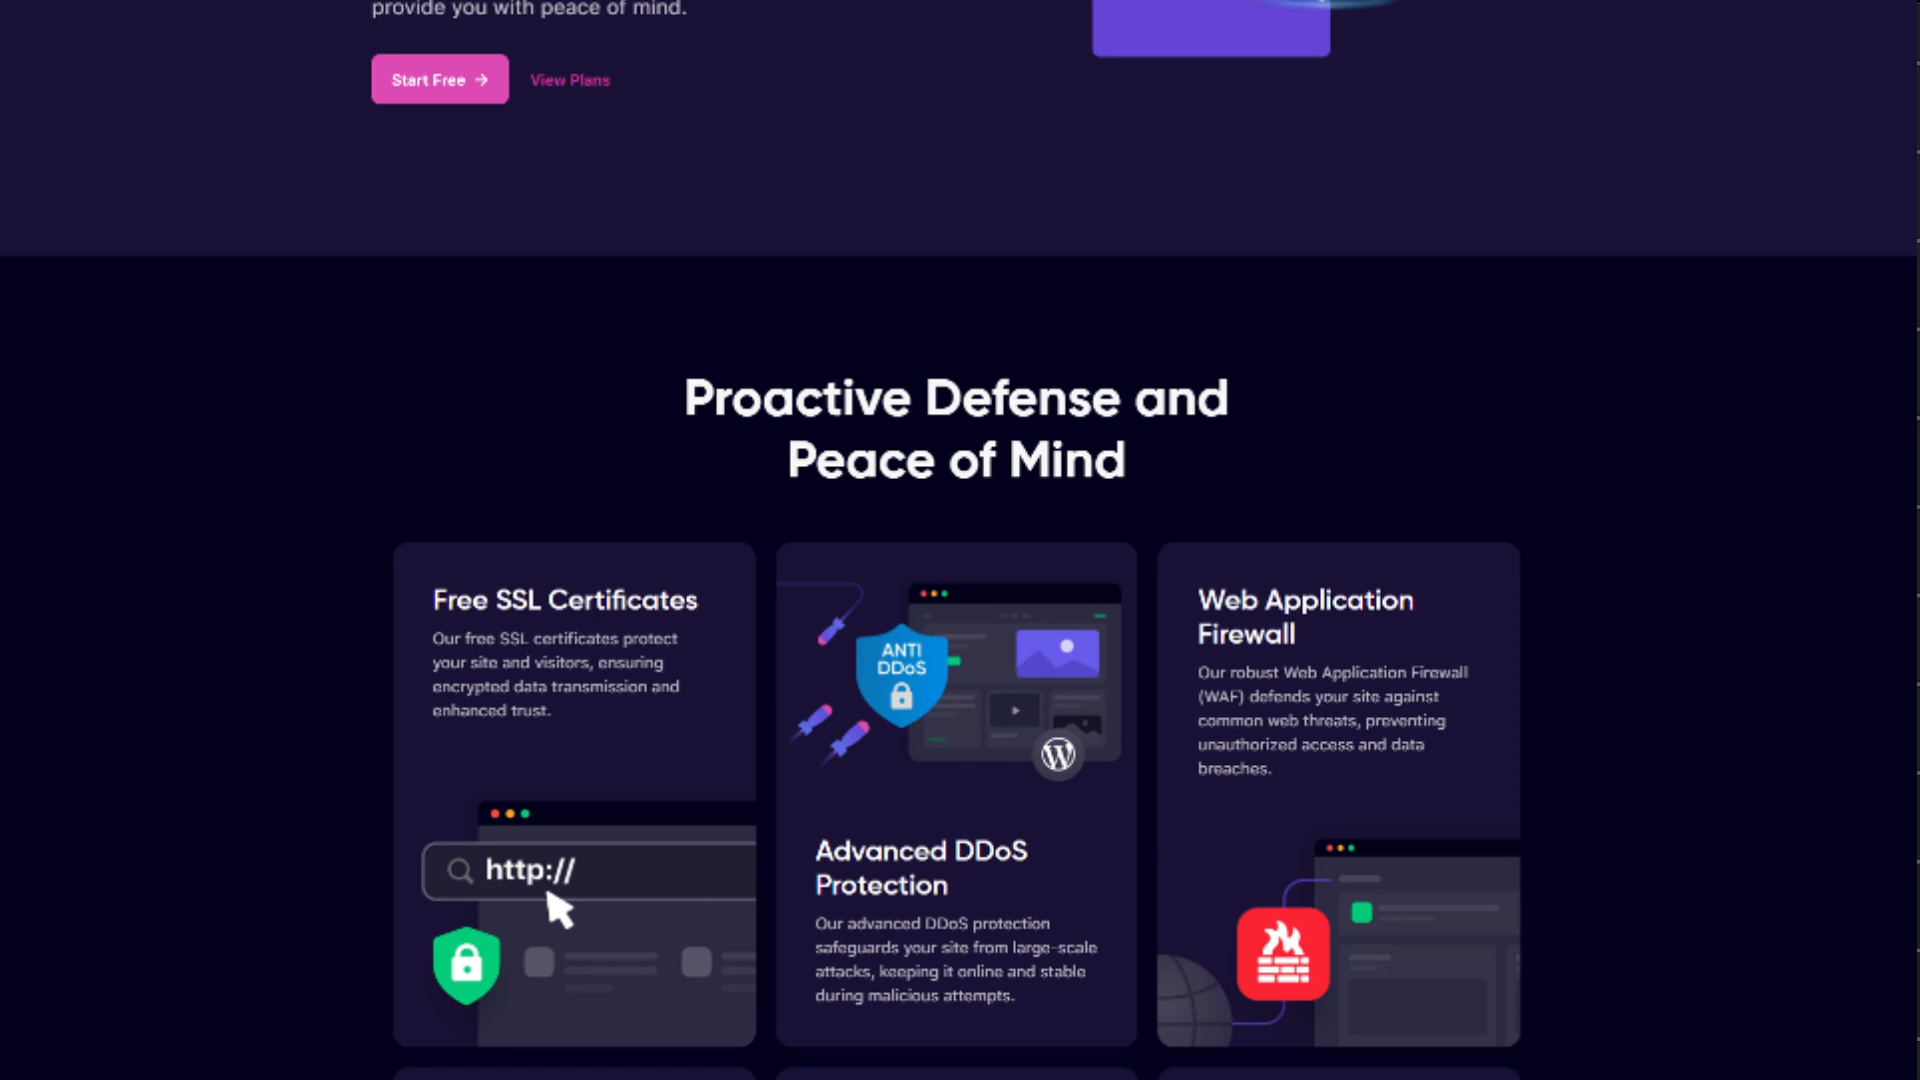 provide you with peace of mind.
Start Free →
View Plans
Proactive Defense and
Peace of Mind
Free SSL Certificates
Our free SSL certificates protect
your site and visitors, ensuring
encrypted data transmission and
enhanced trust.
http://
ANTI
DDoS
Advanced DDoS
Protection
Our advanced DDoS protection
safeguards your site from large-scale
attacks, keeping it online and stable
during malicious attempts.
Web Application
Firewall
Our robust Web Application Firewall
(WAF) defends your site against
common web threats, preventing
unauthorized access and data
breaches.